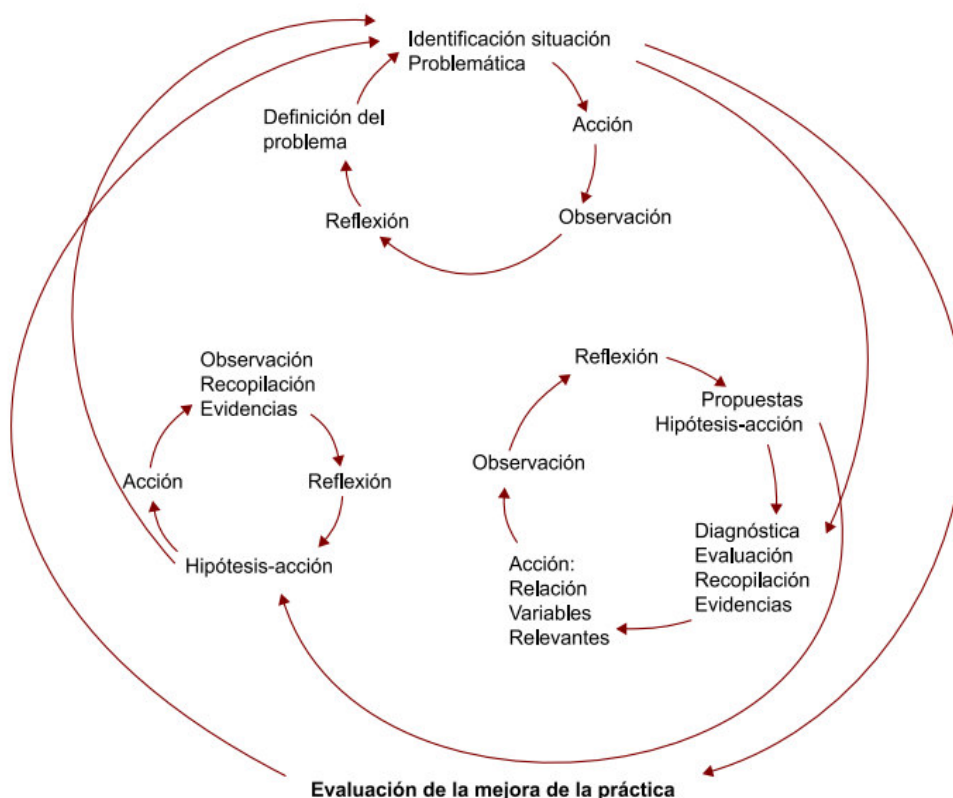 Identificación situación
Problemática
Definición del
problema
Acción
Reflexión
Observación
Observación
Recopilación
Evidencias
Acción
Reflexión
Hipótesis-acción
Reflexión
Propuestas
Hipótesis-acción
Observación
Diagnóstica
Evaluación
Recopilación
Evidencias
Acción:
Relación
Variables
Relevantes
Evaluación de la mejora de la práctica